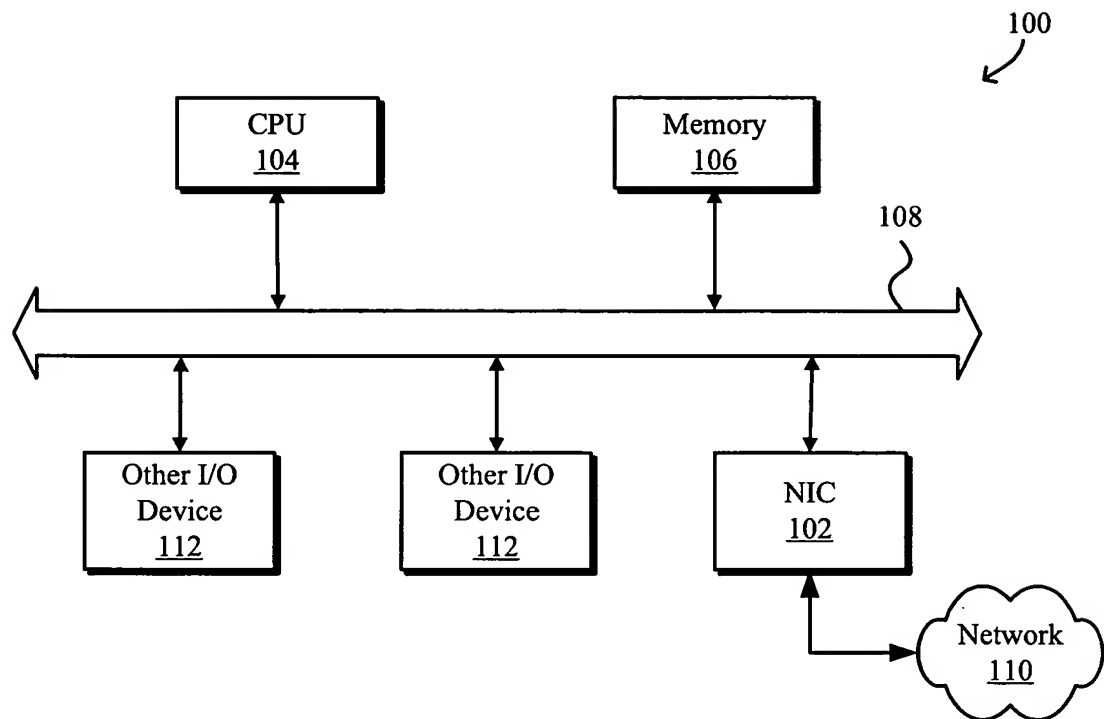 100
CPU
104
Memory
106
108
Other I/O
Device
112
Other I/O
Device
112
NIC
102
Network
110